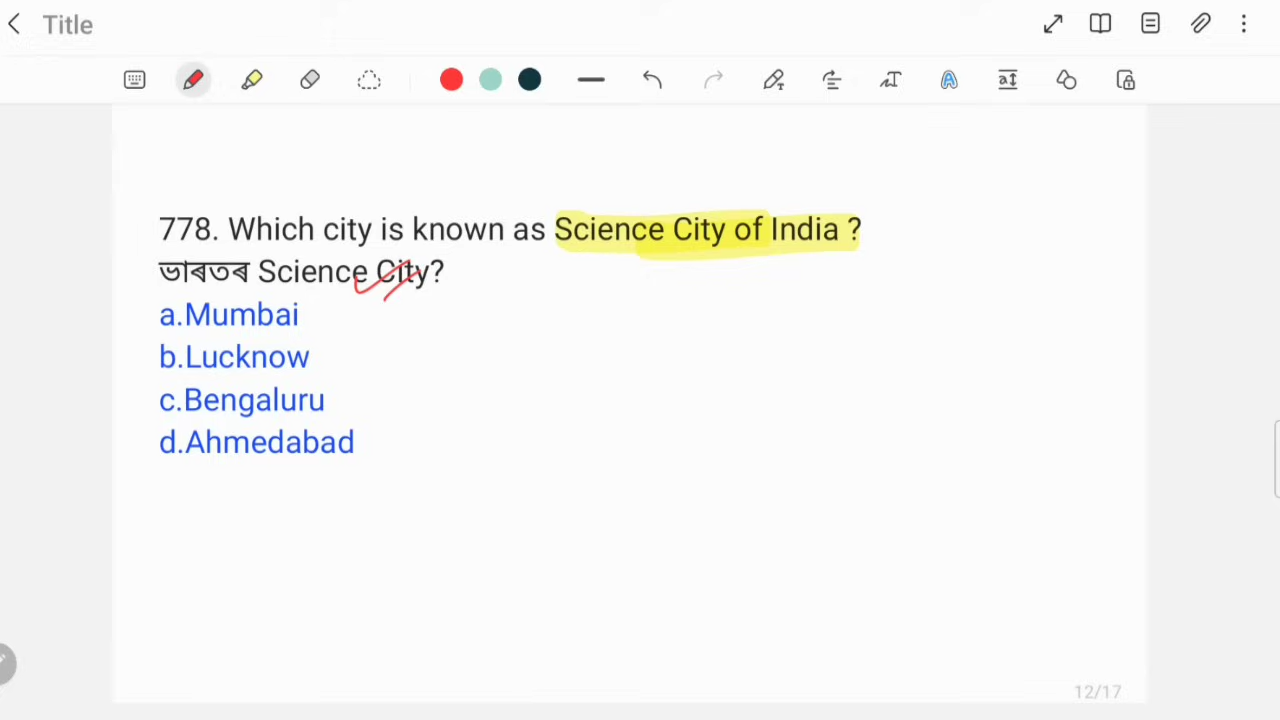 Title
778. Which city is known as Science City of India ?
ভাৰতৰ Science City?
a.Mumbai
b.Lucknow
c.Bengaluru
d.Ahmedabad
12/17